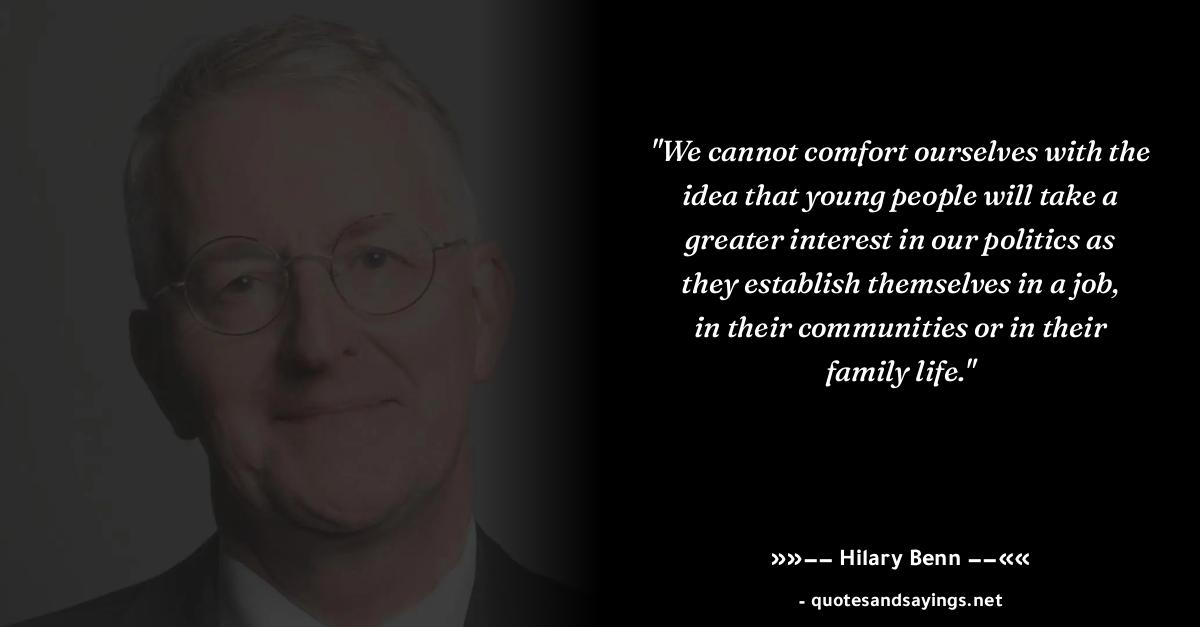 "We cannot comfort ourselves with the
idea that young people will take a
greater interest in our politics as
they establish themselves in a job,
in their communities or in their
family life."
»»–– Hilary Benn ––««
- quotesandsayings.net